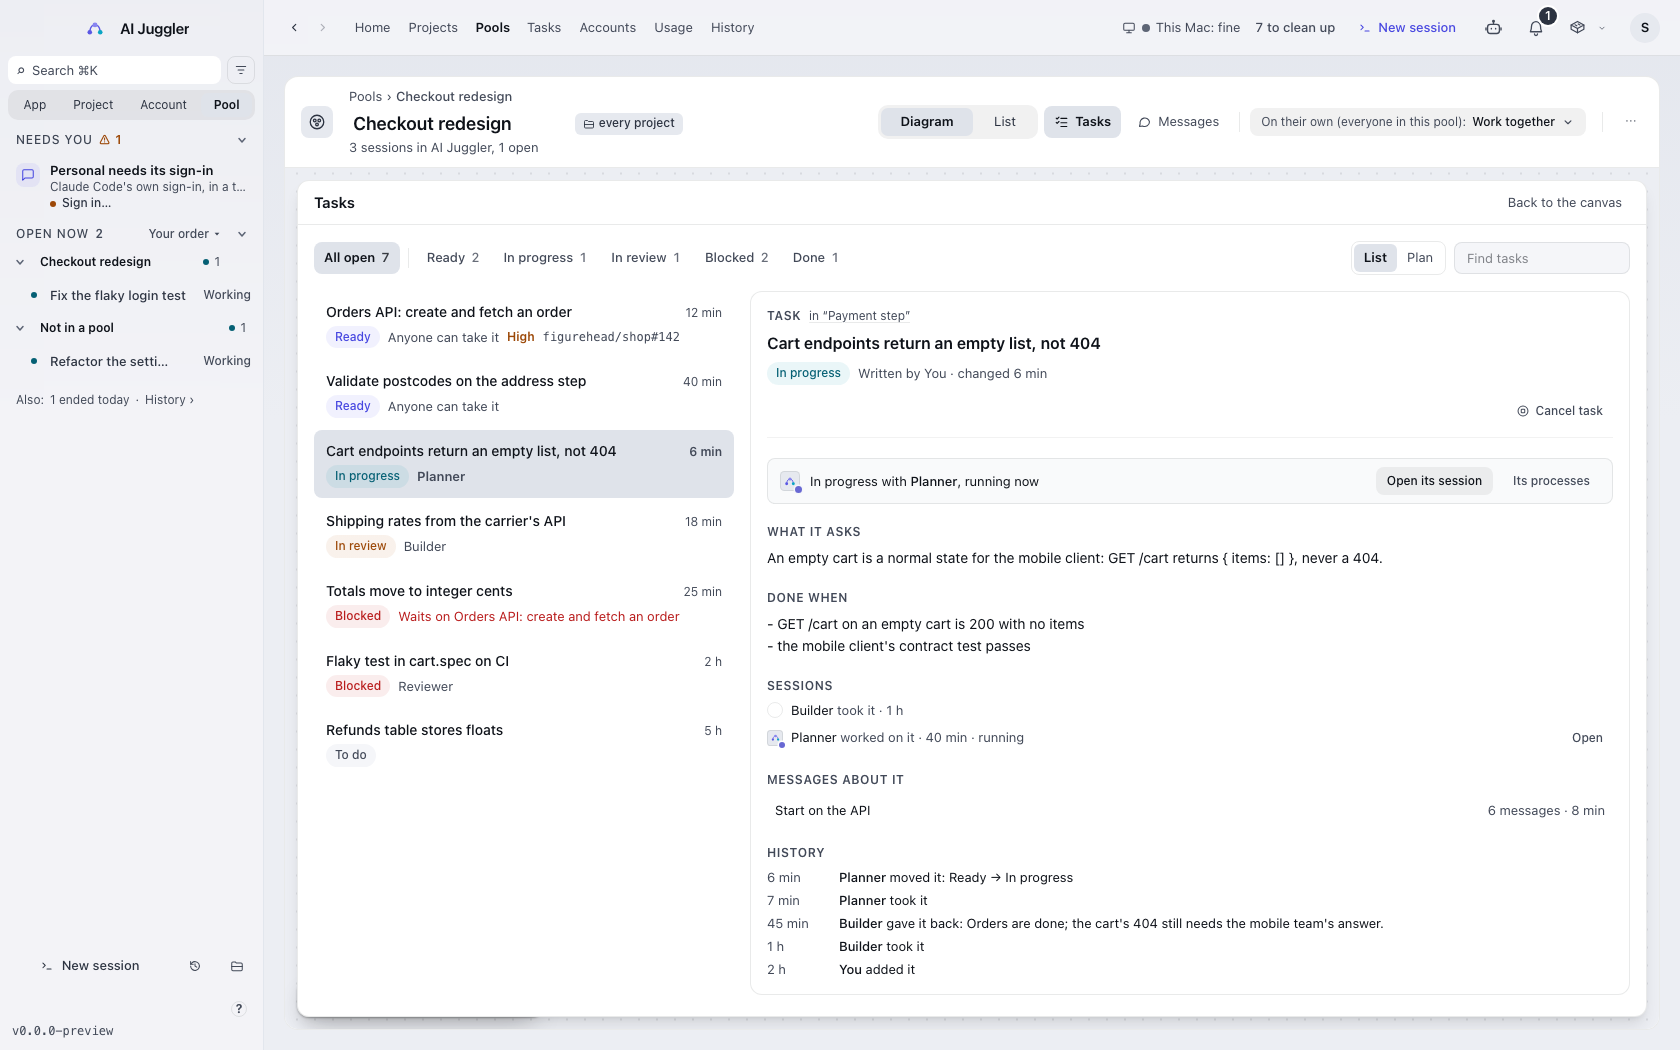 AI Juggler
Search ⌘K
App Project Account Pool
NEEDS YOU 1
Personal needs its sign-in
Claude Code's own sign-in, in a t...
Sign in...
OPEN NOW 2 Your order
Checkout redesign 1
Fix the flaky login test Working
Not in a pool 1
Refactor the setti... Working
Also: 1 ended today · History ›
New session
?
v0.0.0-preview
Home Projects Pools Tasks Accounts Usage History
This Mac: fine 7 to clean up New session 1 S
Pools › Checkout redesign
Checkout redesign every project
3 sessions in AI Juggler, 1 open
Diagram List Tasks Messages On their own (everyone in this pool): Work together ...
Tasks Back to the canvas
All open 7 Ready 2 In progress 1 In review 1 Blocked 2 Done 1 List Plan Find tasks
Orders API: create and fetch an order 12 min
Ready Anyone can take it High figurehead/shop#142
Validate postcodes on the address step 40 min
Ready Anyone can take it
Cart endpoints return an empty list, not 404 6 min
In progress Planner
Shipping rates from the carrier's API 18 min
In review Builder
Totals move to integer cents 25 min
Blocked Waits on Orders API: create and fetch an order
Flaky test in cart.spec on CI 2 h
Blocked Reviewer
Refunds table stores floats 5 h
To do
TASK in “Payment step”
Cart endpoints return an empty list, not 404
In progress Written by You · changed 6 min
Cancel task
In progress with Planner, running now Open its session Its processes
WHAT IT ASKS
An empty cart is a normal state for the mobile client: GET /cart returns { items: [] }, never a 404.
DONE WHEN
- GET /cart on an empty cart is 200 with no items
- the mobile client's contract test passes
SESSIONS
Builder took it · 1 h
Planner worked on it · 40 min · running Open
MESSAGES ABOUT IT
Start on the API 6 messages · 8 min
HISTORY
6 min Planner moved it: Ready → In progress
7 min Planner took it
45 min Builder gave it back: Orders are done; the cart's 404 still needs the mobile team's answer.
1 h Builder took it
2 h You added it